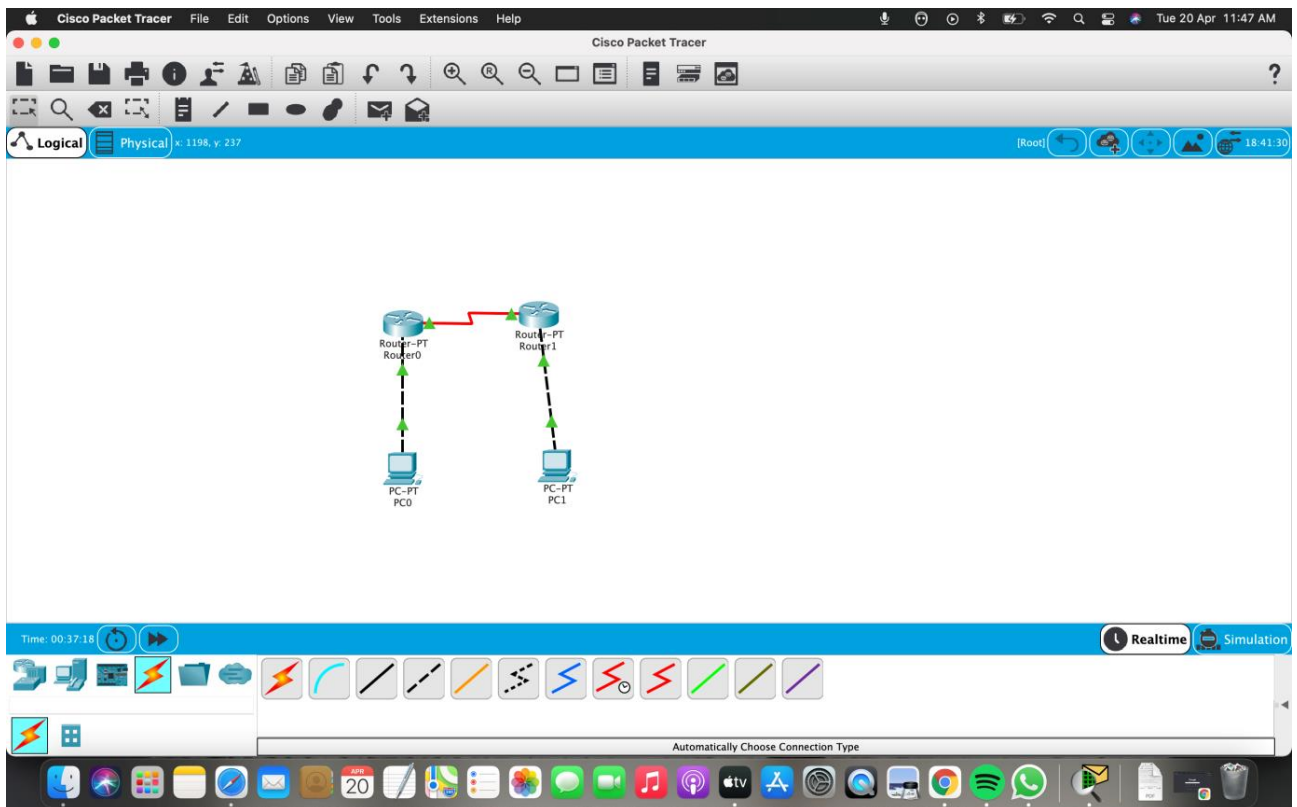 Cisco Packet Tracer File Edit Options View Tools Extensions Help Tue 20 Apr 11:47 AM
Cisco Packet Tracer
?
Logical Physical x: 1198, y: 237 [Root] 18:41:30
Router-PT
Router0
Router-PT
Router1
PC-PT
PC0
PC-PT
PC1
Time: 00:37:18 Realtime Simulation
Automatically Choose Connection Type
APR
20
tv